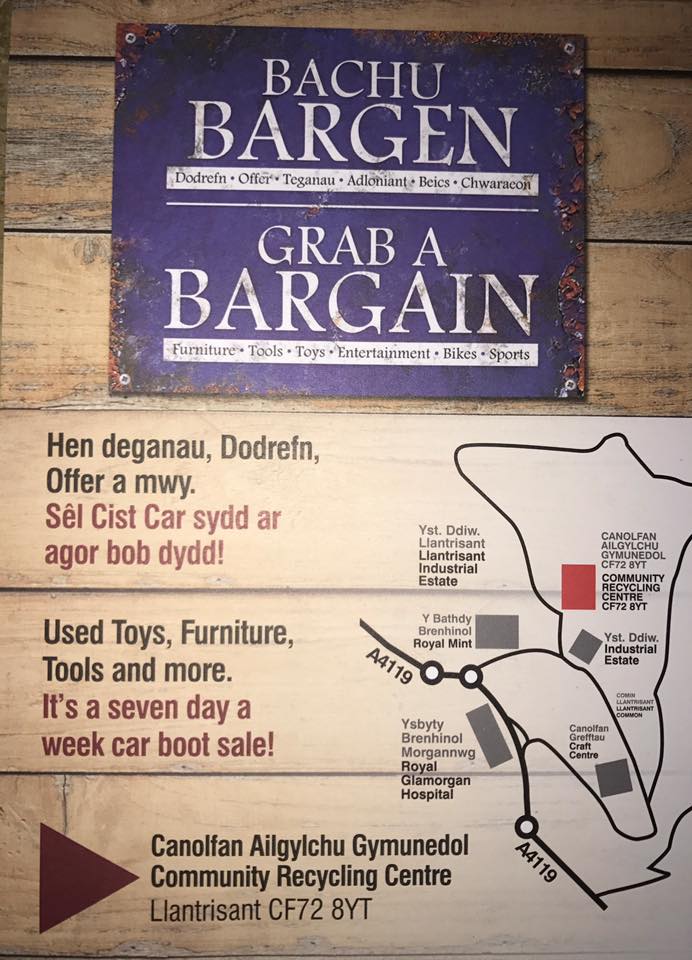 BACHU
BARGEN
Dodrefn • Offer • Teganau • Adloniant • Beics • Chwaraeon
GRAB A
BARGAIN
Furniture • Tools • Toys • Entertainment • Bikes • Sports
Hen deganau, Dodrefn,
Offer a mwy.
Sêl Cist Car sydd ar
agor bob dydd!
Used Toys, Furniture,
Tools and more.
It's a seven day a
week car boot sale!
Yst. Ddiw.
Llantrisant
Llantrisant
Industrial
Estate
CANOLFAN
AILGYLCHU
GYMUNEDOL
CF72 8YT
COMMUNITY
RECYCLING
CENTRE
CF72 8YT
Y Bathdy
Brenhinol
Royal Mint
Yst. Ddiw.
Industrial
Estate
A4119
COMIN
LLANTRISANT
LLANTRISANT
COMMON
Ysbyty
Brenhinol
Morgannwg
Royal
Glamorgan
Hospital
Canolfan
Grefftau
Craft
Centre
A4119
Canolfan Ailgylchu Gymunedol
Community Recycling Centre
Llantrisant CF72 8YT